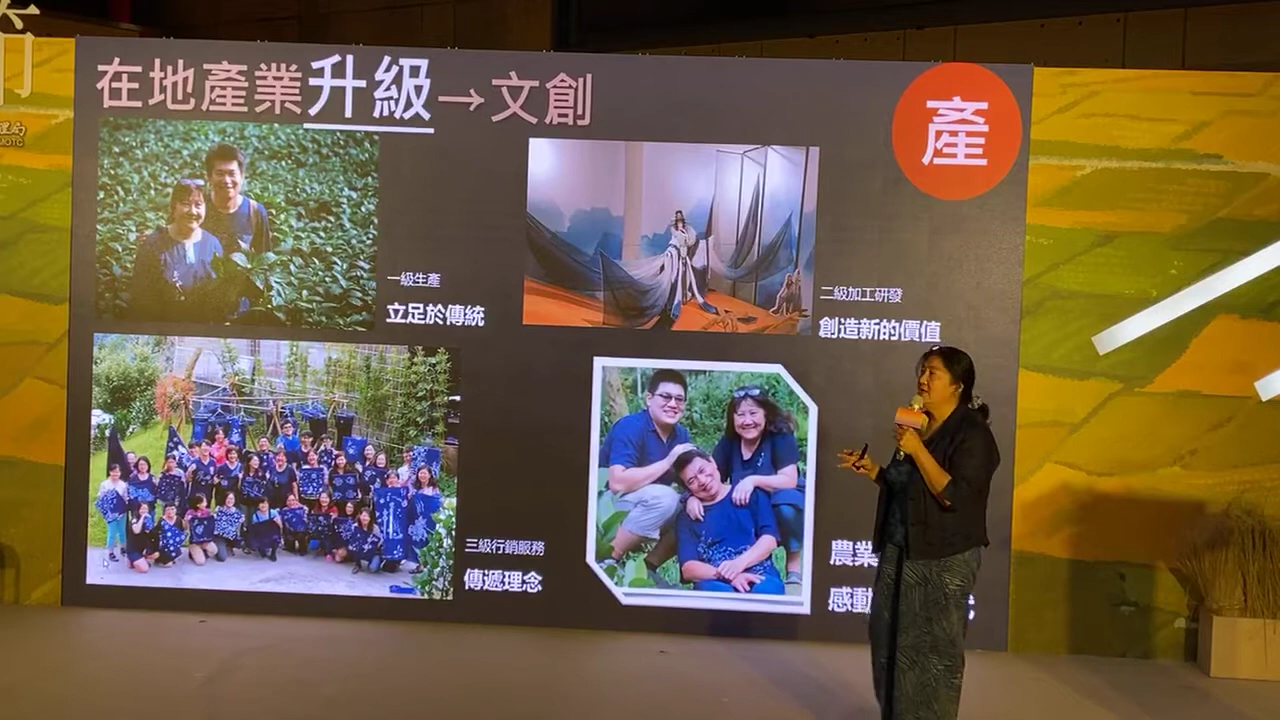 在地產業升級→文創
產
一級生產
立足於傳統
二級加工研發
創造新的價值
三級行銷服務
傳遞理念
農業
感動